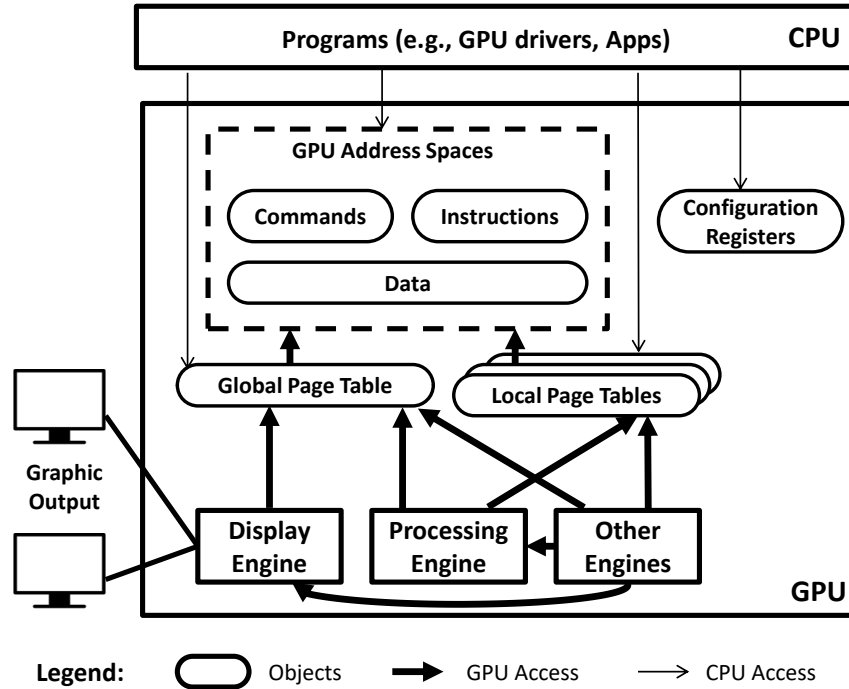 Programs (e.g., GPU drivers, Apps) CPU
GPU Address Spaces
Commands
Instructions
Data
Configuration
Registers
Global Page Table
Local Page Tables
Graphic
Output
Display
Engine
Processing
Engine
Other
Engines
GPU
Legend: Objects GPU Access CPU Access